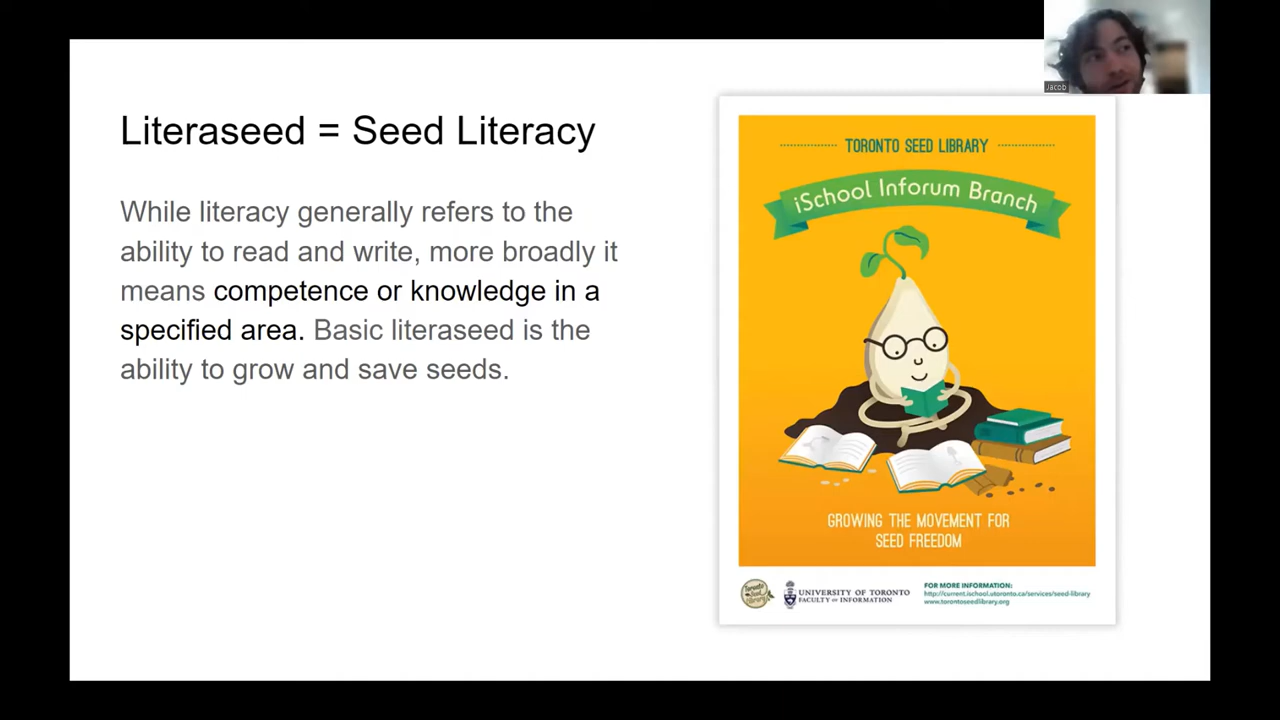 Jacob
Literaseed = Seed Literacy
While literacy generally refers to the
ability to read and write, more broadly it
means competence or knowledge in a
specified area. Basic literaseed is the
ability to grow and save seeds.
TORONTO SEED LIBRARY
iSchool Inforum Branch
GROWING THE MOVEMENT FOR
SEED FREEDOM
Toronto
Seed
Library
UNIVERSITY OF TORONTO
FACULTY OF INFORMATION
FOR MORE INFORMATION:
http://current.ischool.utoronto.ca/services/seed-library
www.torontoseedlibrary.org